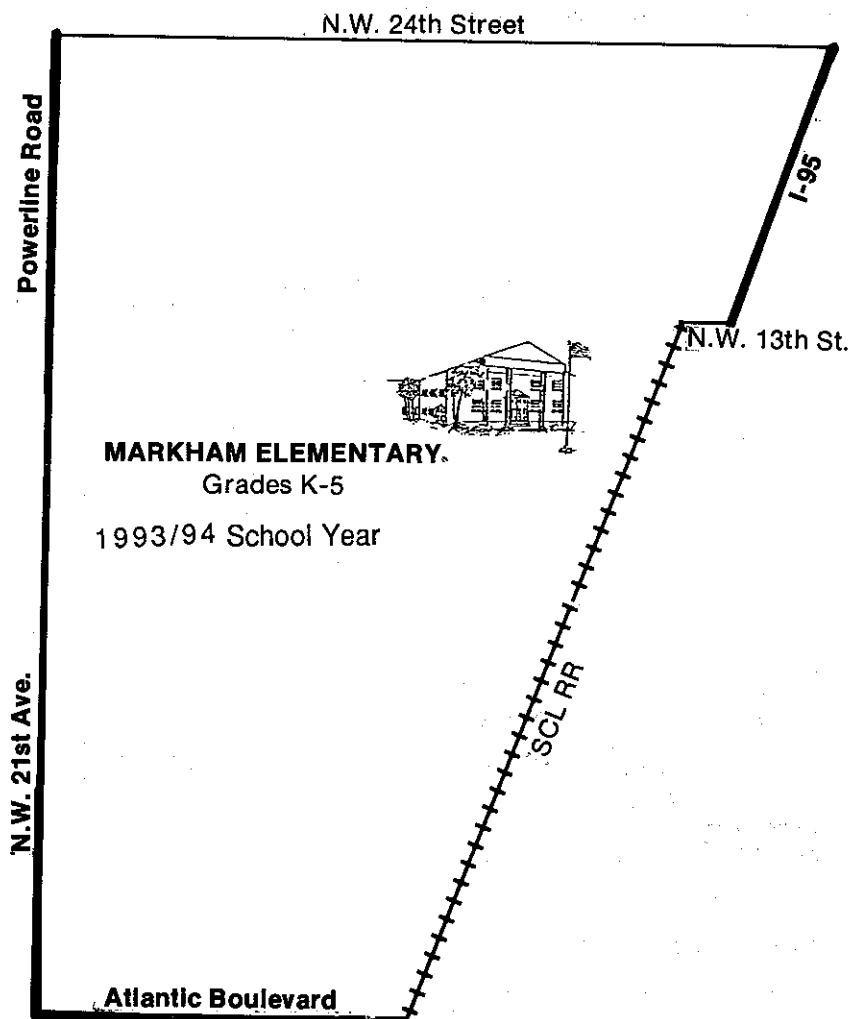 N.W. 24th Street
Powerline Road
I-95
N.W. 13th St.
MARKHAM ELEMENTARY
Grades K-5
1993/94 School Year
SCL RR
N.W. 21st Ave.
Atlantic Boulevard